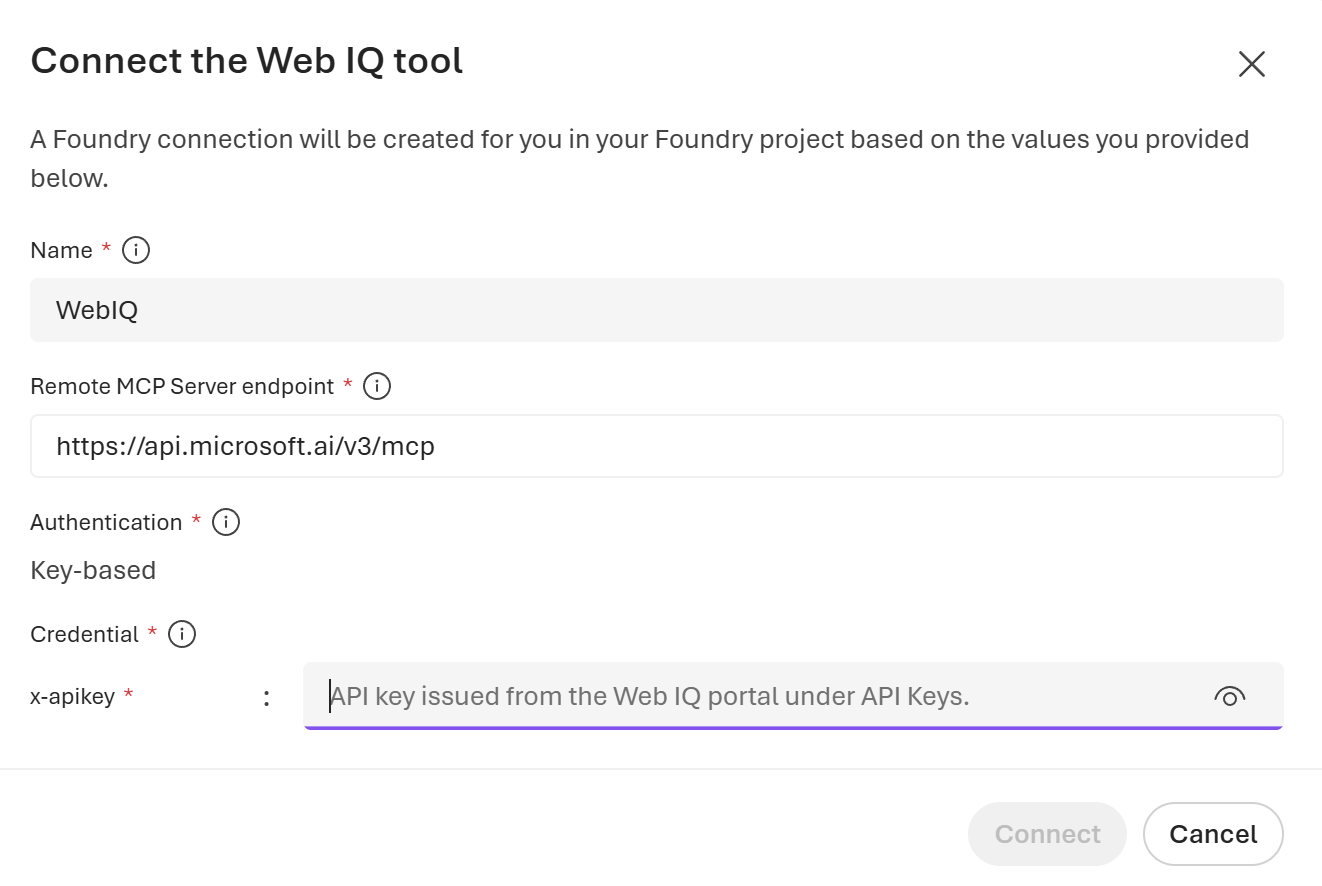 Connect the Web IQ tool
A Foundry connection will be created for you in your Foundry project based on the values you provided
below.
Name *
WebIQ
Remote MCP Server endpoint *
https://api.microsoft.ai/v3/mcp
Authentication *
Key-based
Credential *
x-apikey * : API key issued from the Web IQ portal under API Keys.
Connect Cancel